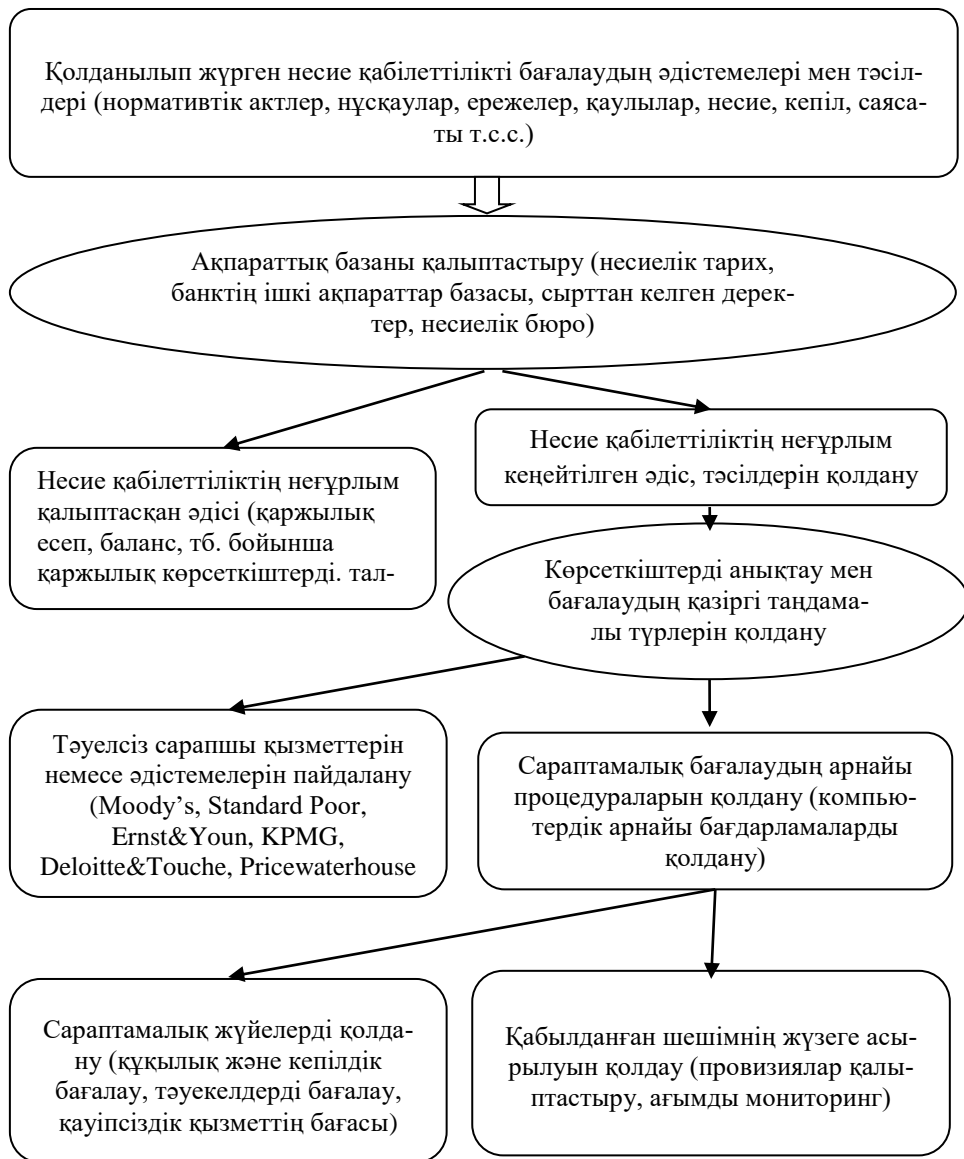 Қолданылып жүрген несие қабілеттілікті бағалаудың әдістемелері мен тәсіл-
дері (нормативтік актлер, нұсқаулар, ережелер, қаулылар, несие, кепіл, саяса-
ты т.с.с.)
Ақпараттық базаны қалыптастыру (несиелік тарих,
банктің ішкі ақпараттар базасы, сырттан келген дерек-
тер, несиелік бюро)
Несие қабілеттіліктің неғұрлым
қалыптасқан әдісі (қаржылық
есеп, баланс, тб. бойынша
қаржылық көрсеткіштерді. тал-
Несие қабілеттіліктің неғұрлым
кеңейтілген әдіс, тәсілдерін қолдану
Көрсеткіштерді анықтау мен
бағалаудың қазіргі таңдама-
лы түрлерін қолдану
Тәуелсіз сарапшы қызметтерін
немесе әдістемелерін пайдалану
(Moody’s, Standard Poor,
Ernst&Youn, KPMG,
Deloitte&Touche, Pricewaterhouse
Сараптамалық бағалаудың арнайы
процедураларын қолдану (компью-
тердік арнайы бағдарламаларды
қолдану)
Сараптамалық жүйелерді қолда-
ну (құқылық және кепілдік
бағалау, тәуекелдерді бағалау,
қауіпсіздік қызметтің бағасы)
Қабылданған шешімнің жүзеге асы-
рылуын қолдау (провизиялар қалы-
птастыру, ағымды мониторинг)